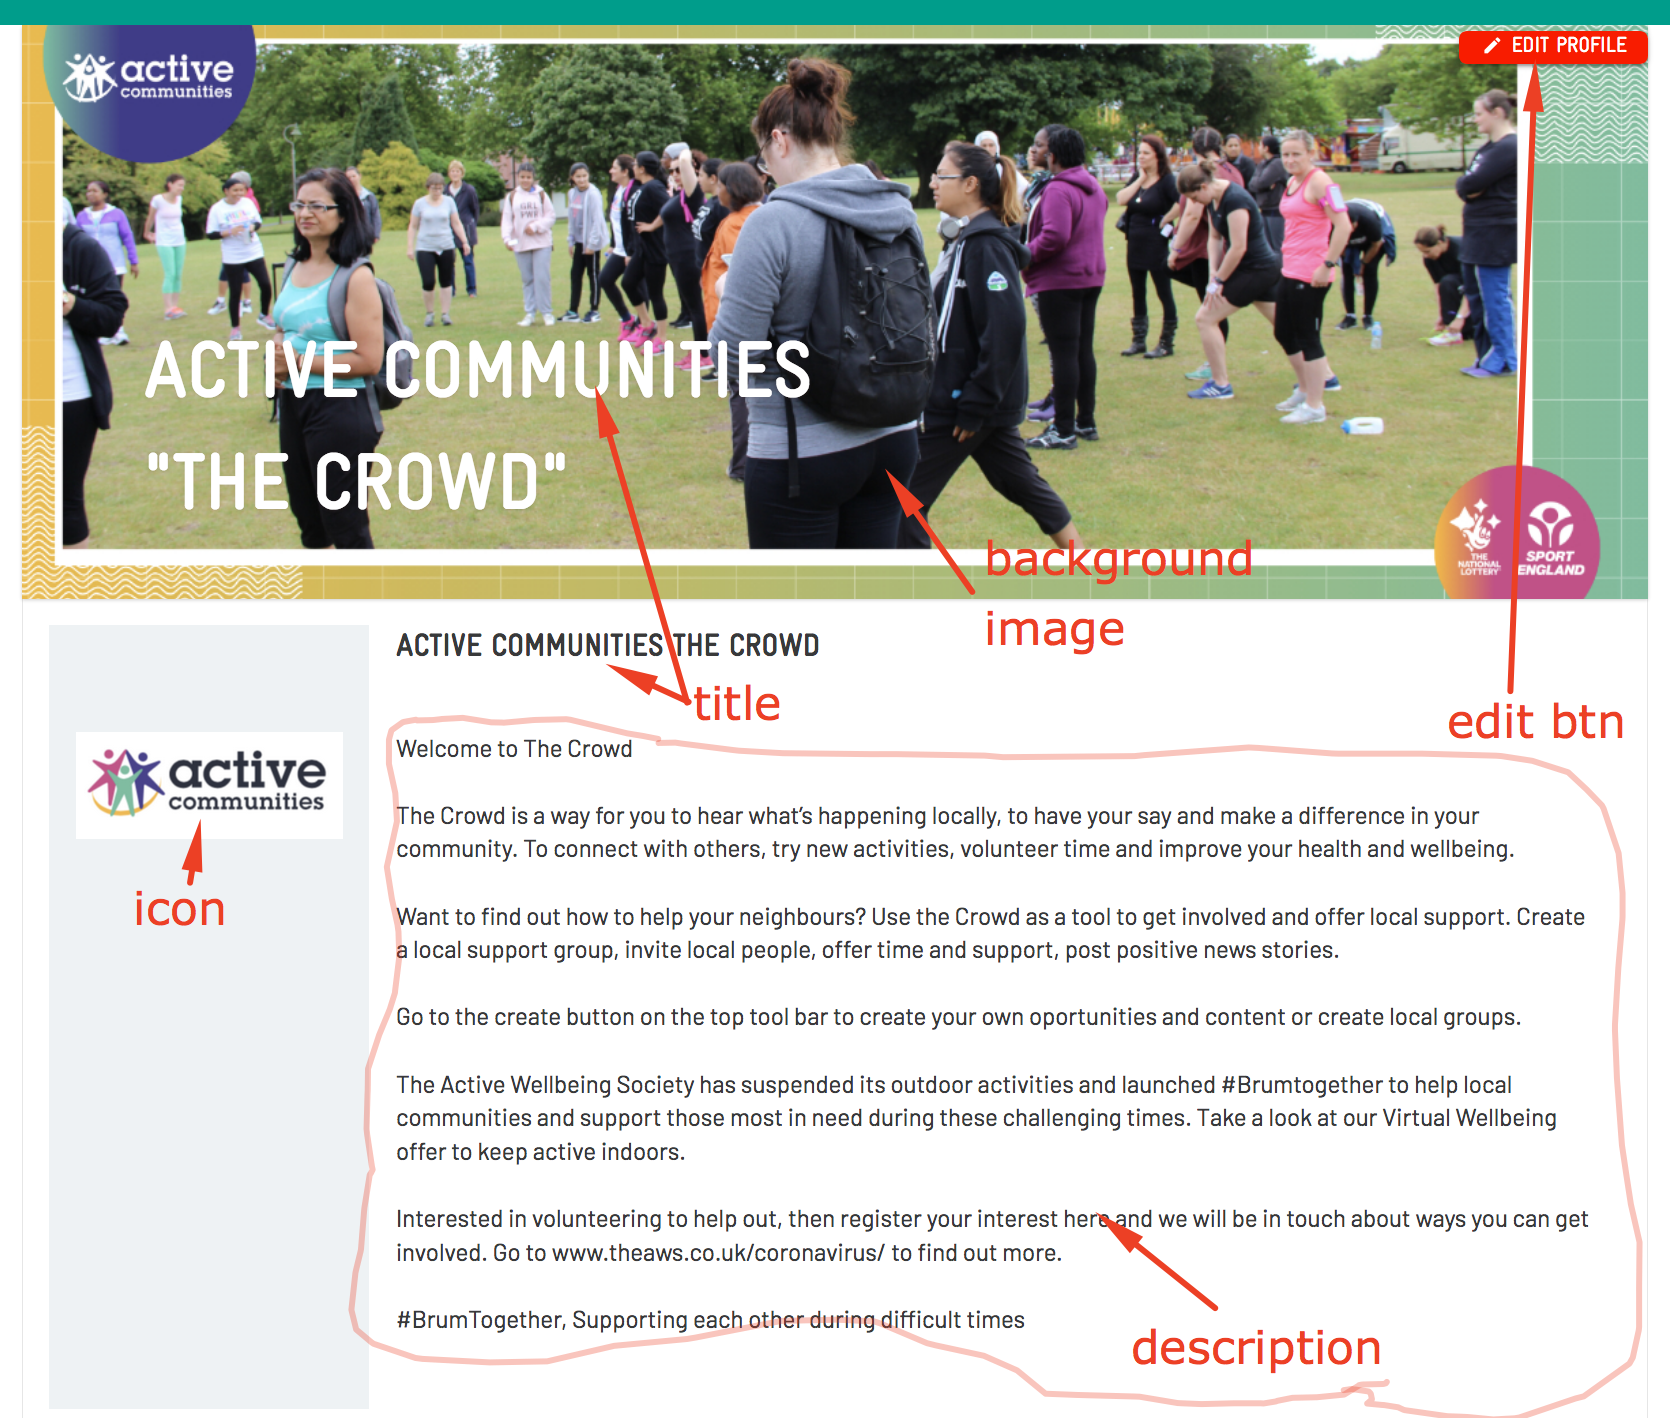 active
communities
EDIT PROFILE
GRL
PWR
ACTIVE COMMUNITIES
"THE CROWD"
THE
NATIONAL
LOTTERY
SPORT
ENGLAND
background
image
ACTIVE COMMUNITIES THE CROWD
title
edit btn
active
communities
icon
Welcome to The Crowd
The Crowd is a way for you to hear what's happening locally, to have your say and make a difference in your
community. To connect with others, try new activities, volunteer time and improve your health and wellbeing.
Want to find out how to help your neighbours? Use the Crowd as a tool to get involved and offer local support. Create
a local support group, invite local people, offer time and support, post positive news stories.
Go to the create button on the top tool bar to create your own oportunities and content or create local groups.
The Active Wellbeing Society has suspended its outdoor activities and launched #Brumtogether to help local
communities and support those most in need during these challenging times. Take a look at our Virtual Wellbeing
offer to keep active indoors.
Interested in volunteering to help out, then register your interest here and we will be in touch about ways you can get
involved. Go to www.theaws.co.uk/coronavirus/ to find out more.
#BrumTogether, Supporting each other during difficult times
description